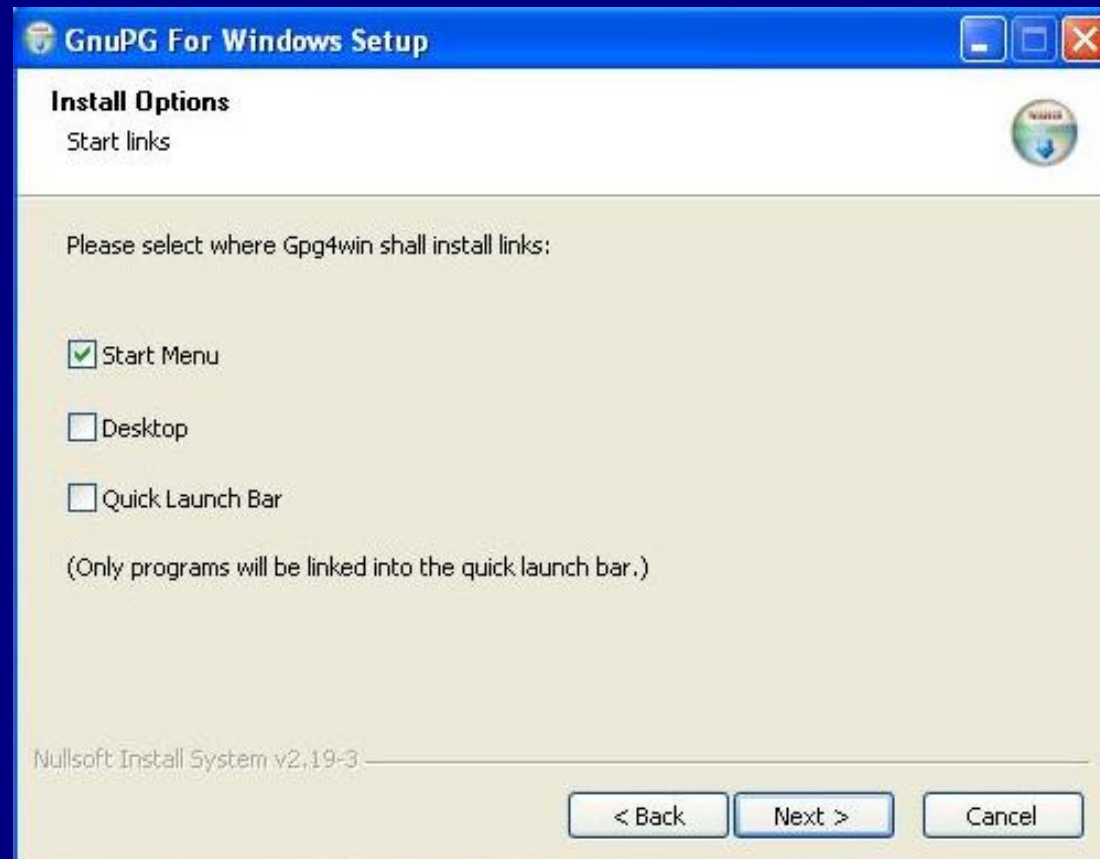 GnuPG For Windows Setup
Install Options
Start links
Please select where Gpg4win shall install links:
Start Menu
Desktop
Quick Launch Bar
(Only programs will be linked into the quick launch bar.)
Nullsoft Install System v2.19-3
< Back Next > Cancel